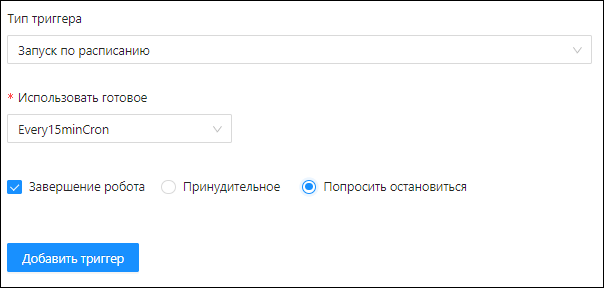 Тип триггера
Запуск по расписанию
* Использовать готовое
Every15minCron
Завершение робота Принудительное Попросить остановиться
Добавить триггер